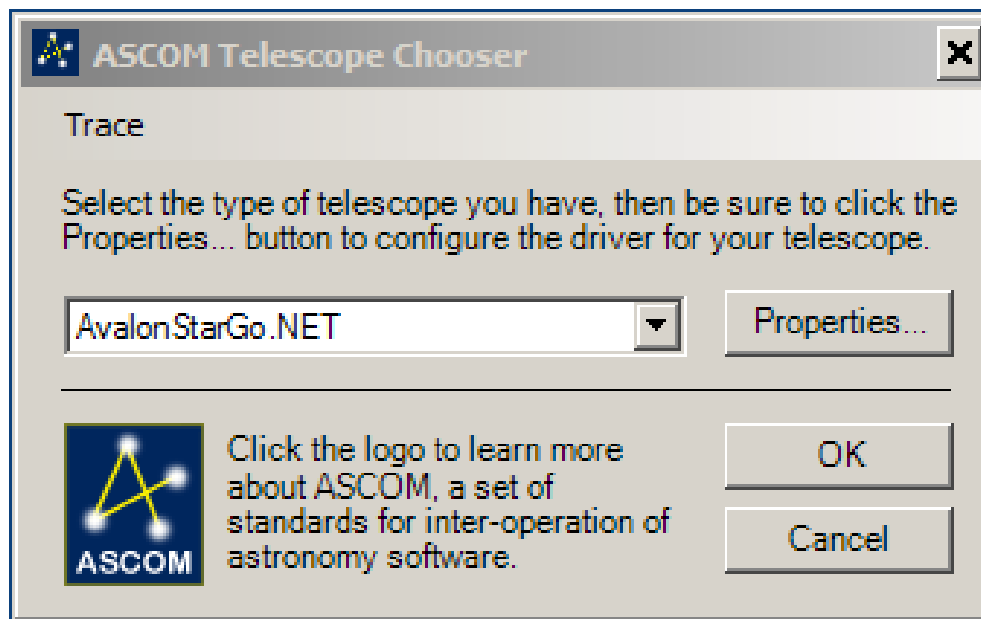 ASCOM Telescope Chooser
Trace
Select the type of telescope you have, then be sure to click the
Properties... button to configure the driver for your telescope.
AvalonStarGo.NET
Properties...
Click the logo to learn more
about ASCOM, a set of
standards for inter-operation of
astronomy software.
ASCOM
OK
Cancel